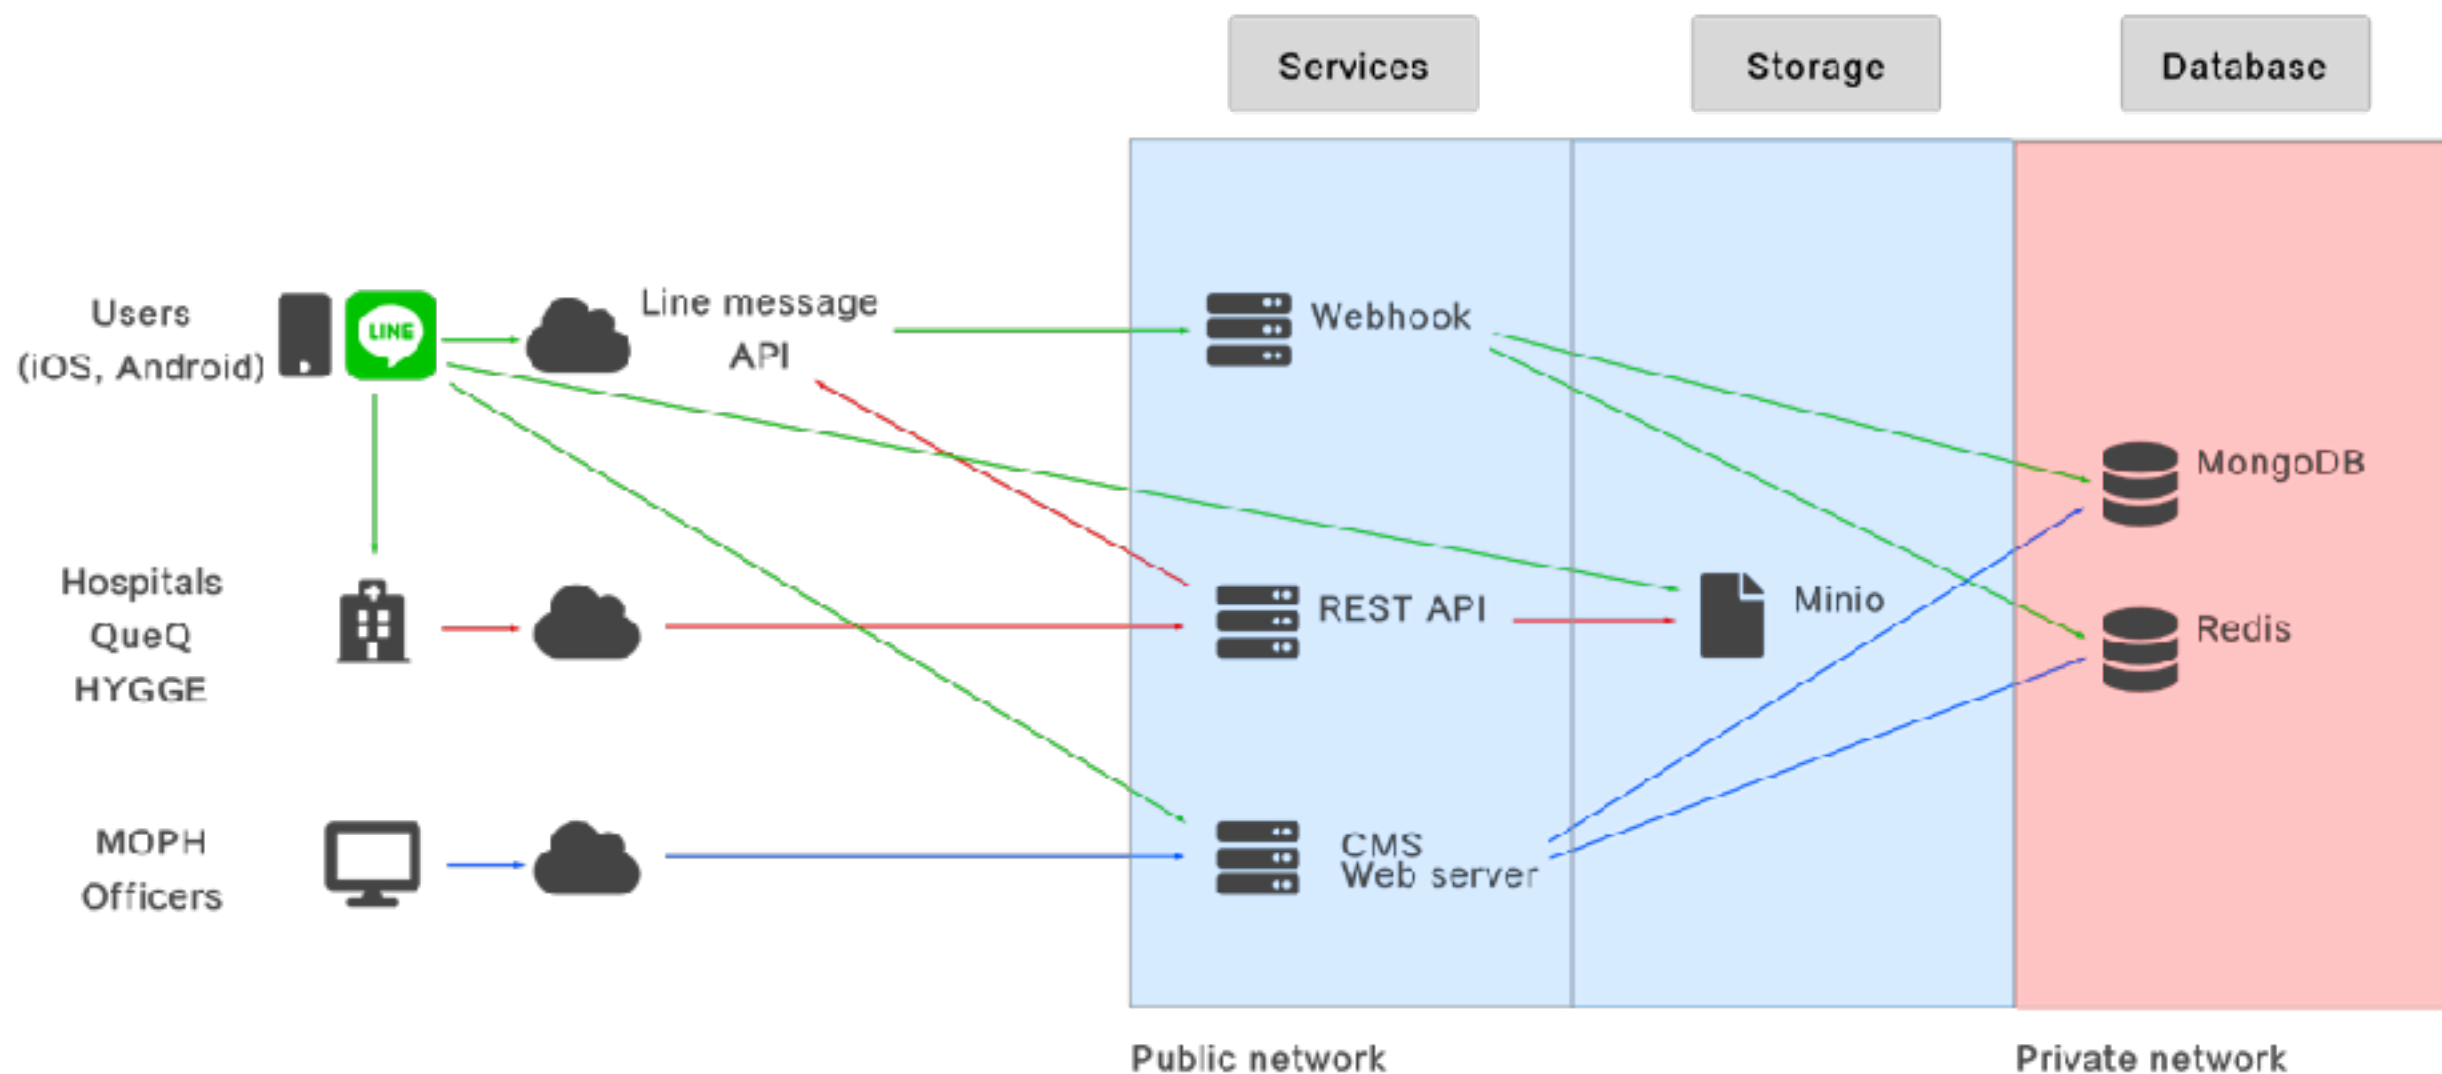 Services
Storage
Database
Users
(iOS, Android)
LINE
Line message
API
Webhook
MongoDB
Hospitals
QueQ
HYGGE
REST API
Minio
Redis
MOPH
Officers
CMS
Web server
Public network
Private network